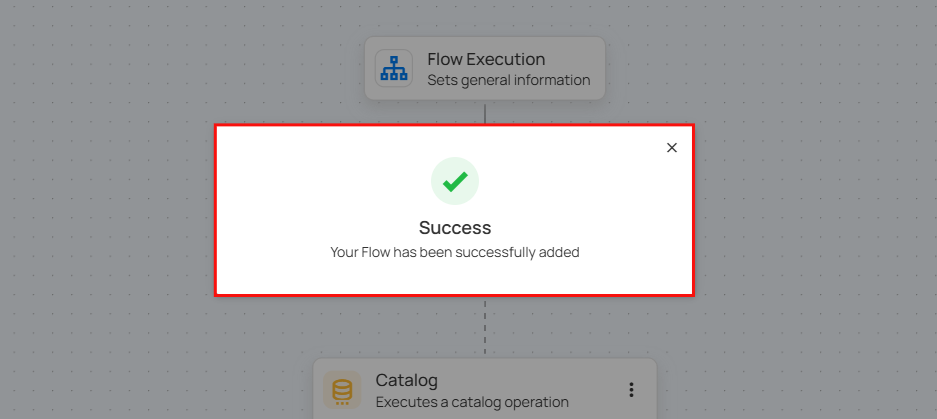 Flow Execution
Sets general information
Success
Your Flow has been successfully added
Catalog
Executes a catalog operation